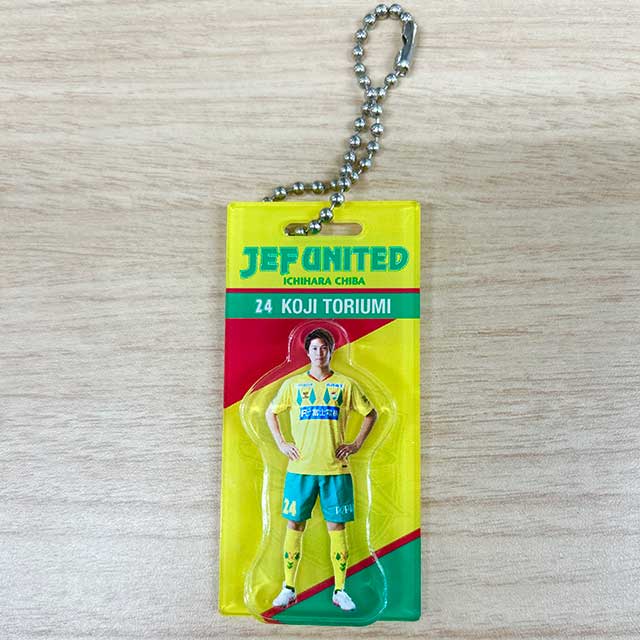 JEF UNITED
ICHIHARA CHIBA
24 KOJI TORIUMI
24